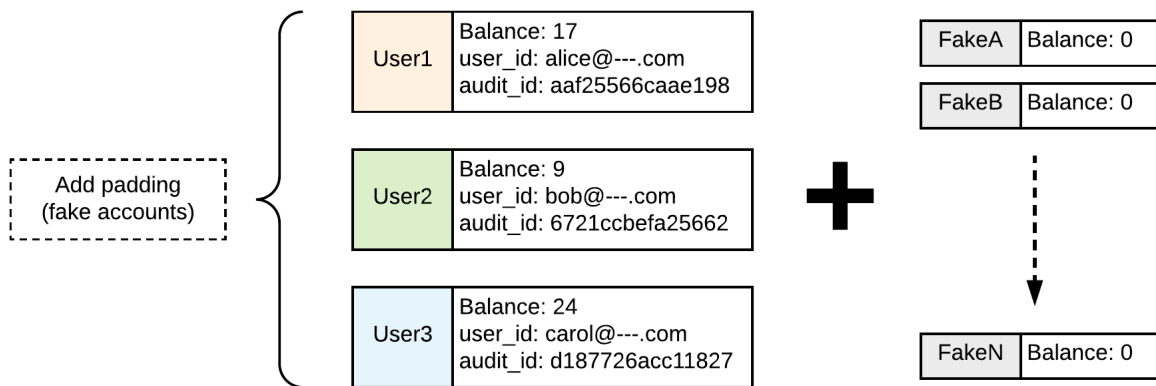 Add padding
(fake accounts)
User1
Balance: 17
user_id: alice@---.com
audit_id: aaf25566caae198
User2
Balance: 9
user_id: bob@---.com
audit_id: 6721ccbefa25662
User3
Balance: 24
user_id: carol@---.com
audit_id: d187726acc11827
FakeA
Balance: 0
FakeB
Balance: 0
FakeN
Balance: 0